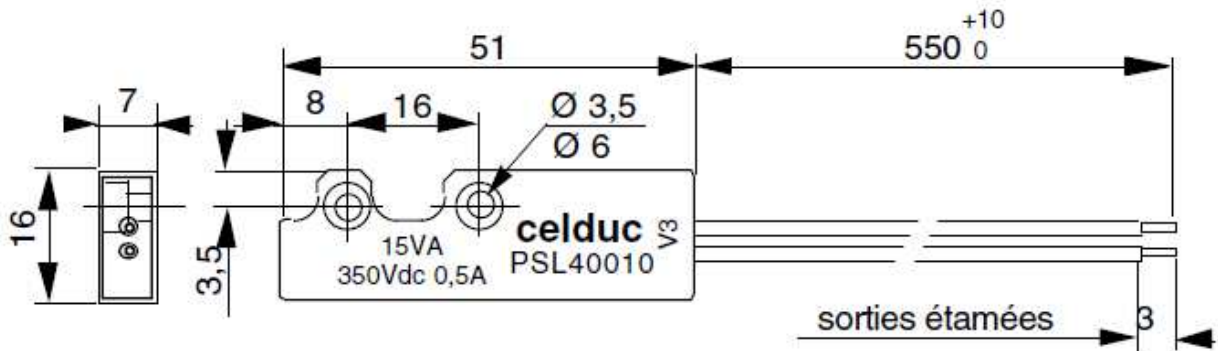 51
550 +10 0
7
8
16
Ø 3,5
Ø 6
16
3,5
celduc V3
15VA
PSL40010
350Vdc 0,5A
sorties étamées
3